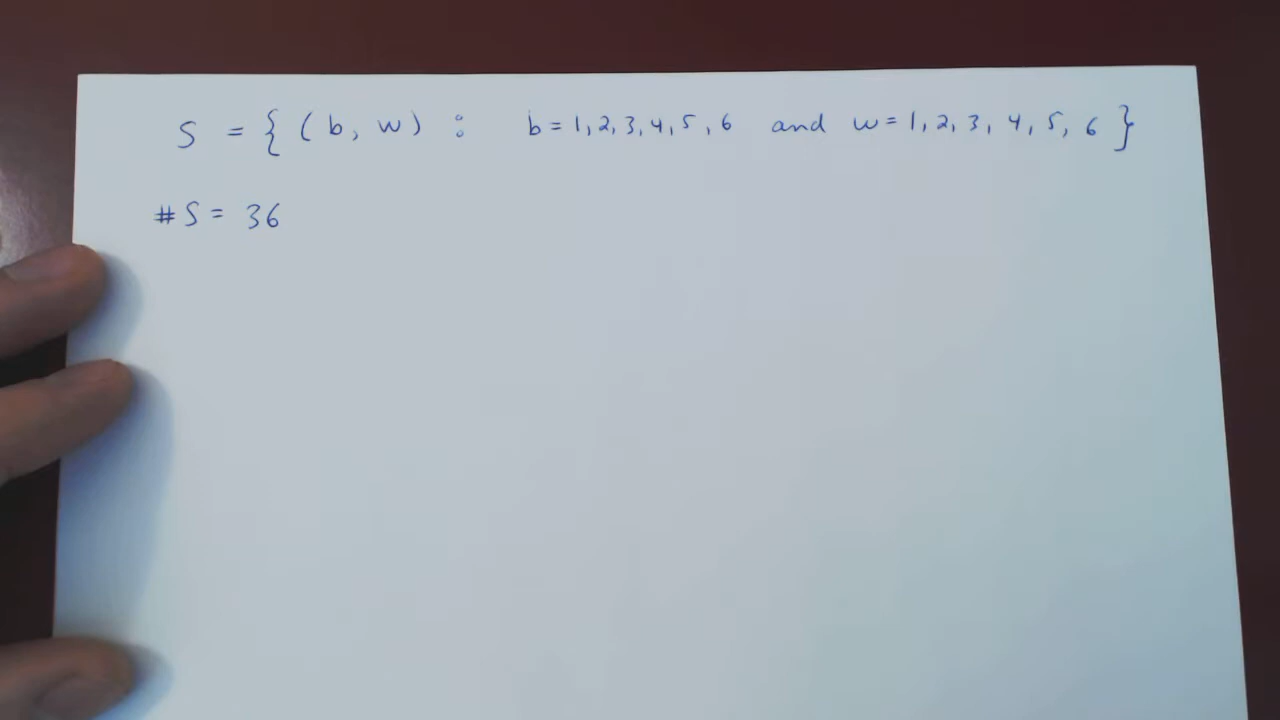 S = { (b, w) : b = 1, 2, 3, 4, 5, 6 and w = 1, 2, 3, 4, 5, 6 }
#S = 36